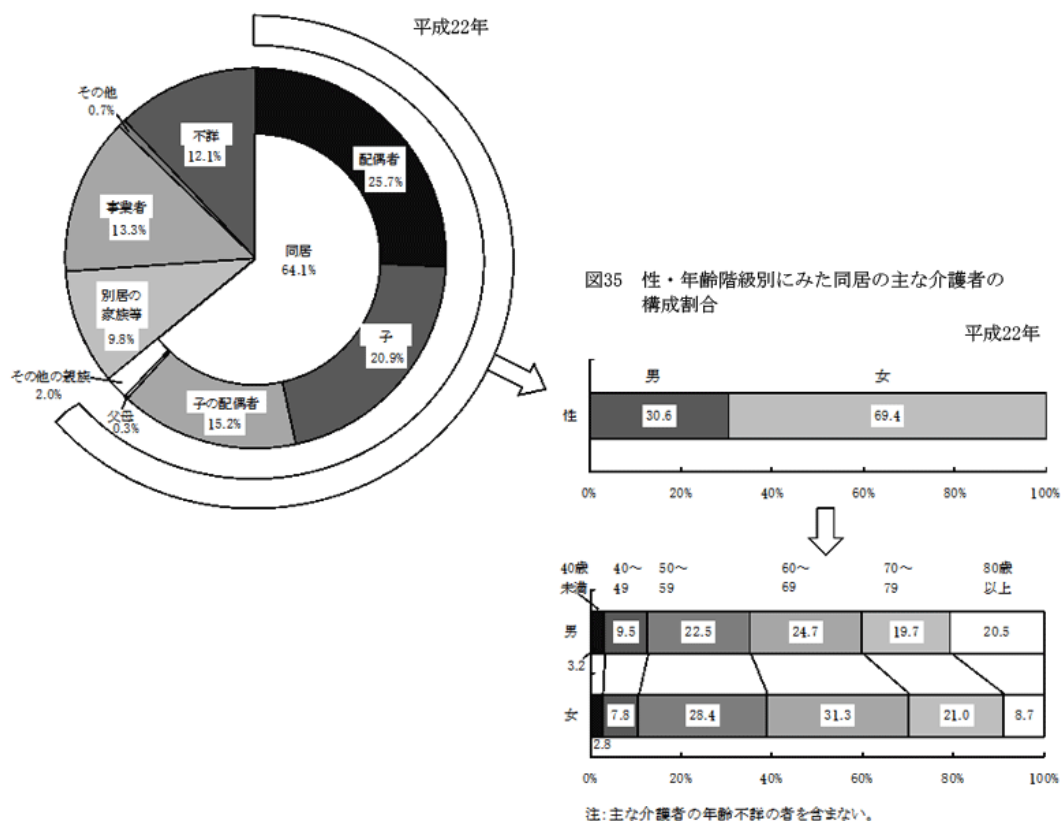 平成22年
その他
0.7%
不詳
12.1%
配偶者
25.7%
事業者
13.3%
同居
64.1%
別居の
家族等
9.8%
子
20.9%
その他の親族
2.0%
父母
0.3%
子の配偶者
15.2%
図35 性・年齢階級別にみた同居の主な介護者の
構成割合
平成22年
男 女
性 30.6 69.4
0% 20% 40% 60% 80% 100%
40歳 40～ 50～ 60～ 70～ 80歳
未満 49 59 69 79 以上
男 9.5 22.5 24.7 19.7 20.5
3.2
女 7.8 28.4 31.3 21.0 8.7
2.8
0% 20% 40% 60% 80% 100%
注:主な介護者の年齢不詳の者を含まない。